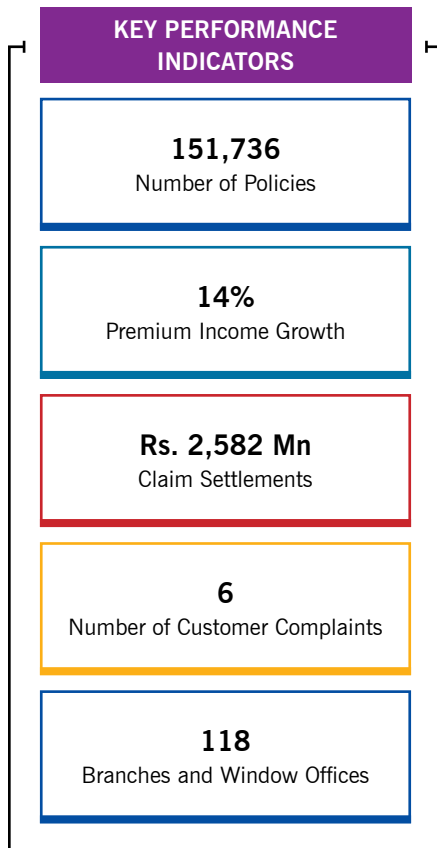 KEY PERFORMANCE
INDICATORS
151,736
Number of Policies
14%
Premium Income Growth
Rs. 2,582 Mn
Claim Settlements
6
Number of Customer Complaints
118
Branches and Window Offices